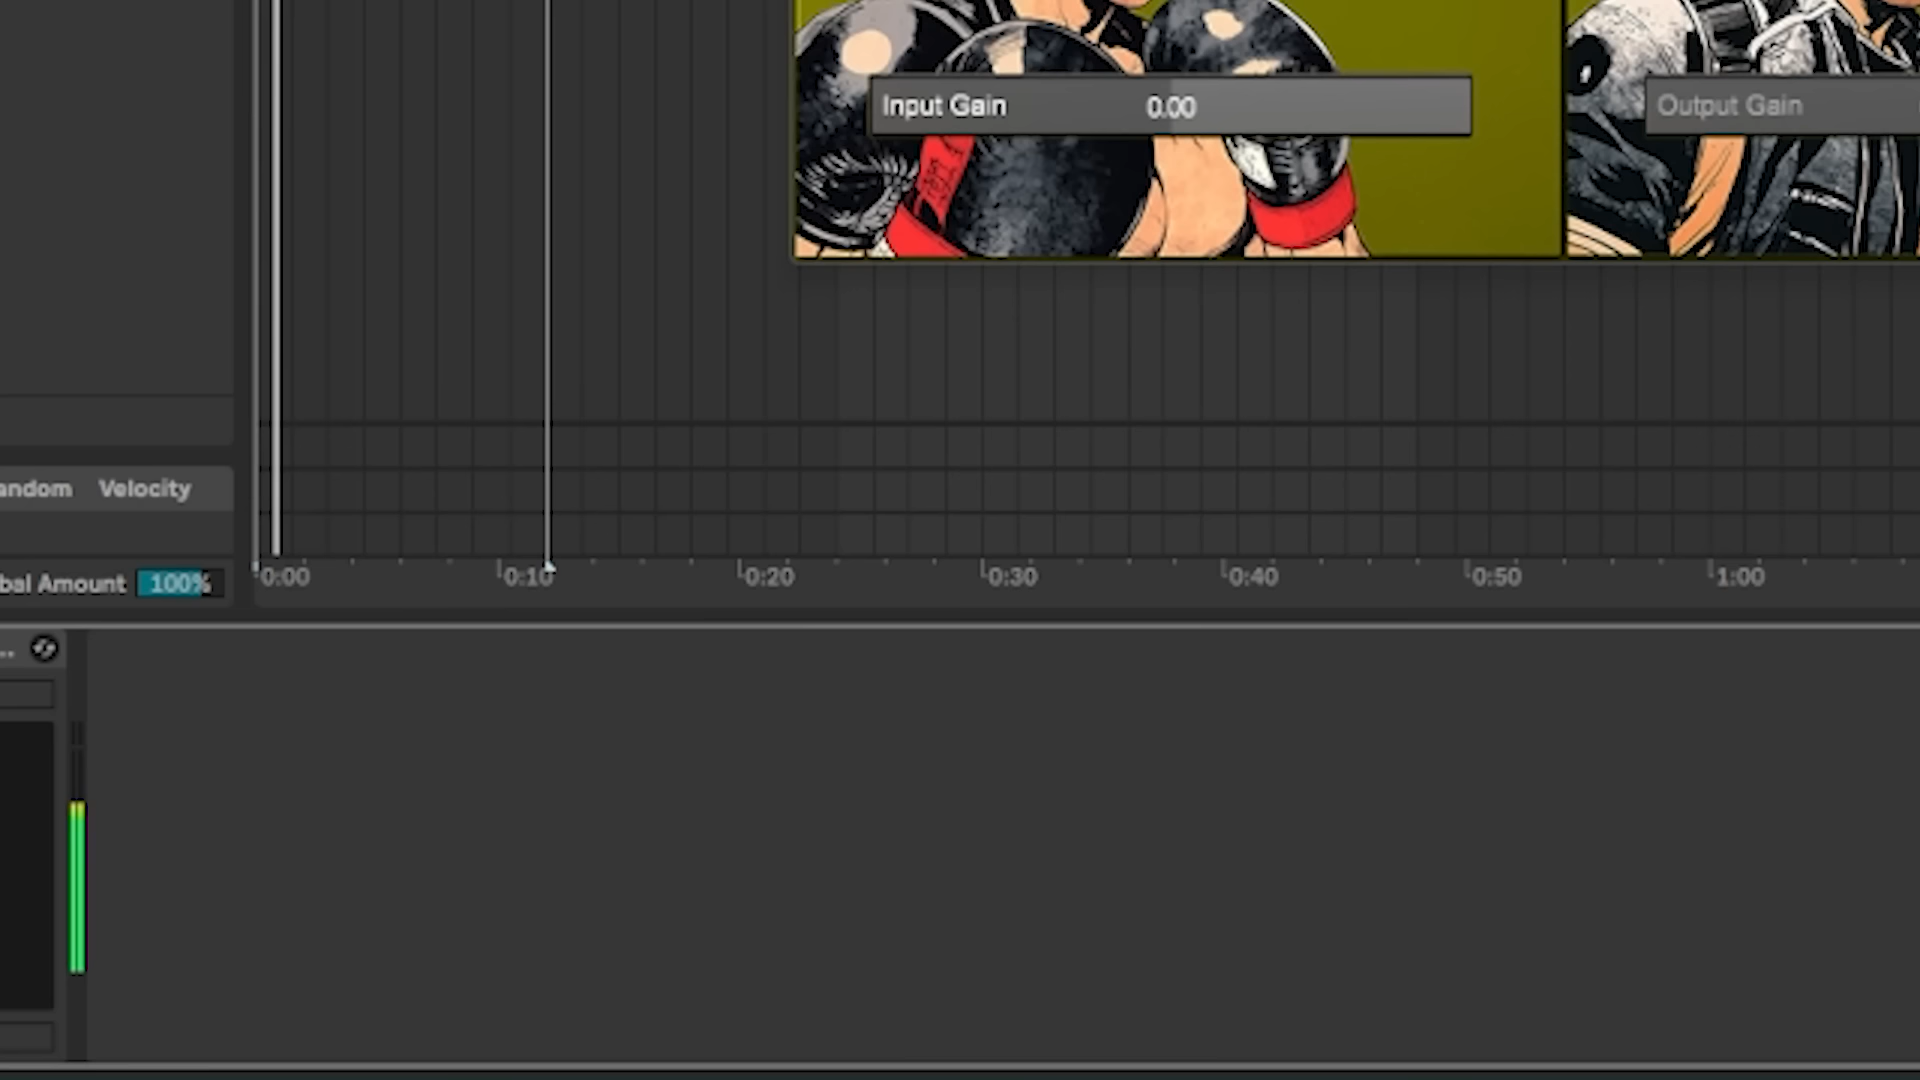 Input Gain 0.00 Output Gain
andom Velocity
bal Amount 100%
0:00 0:10 0:20 0:30 0:40 0:50 1:00
..